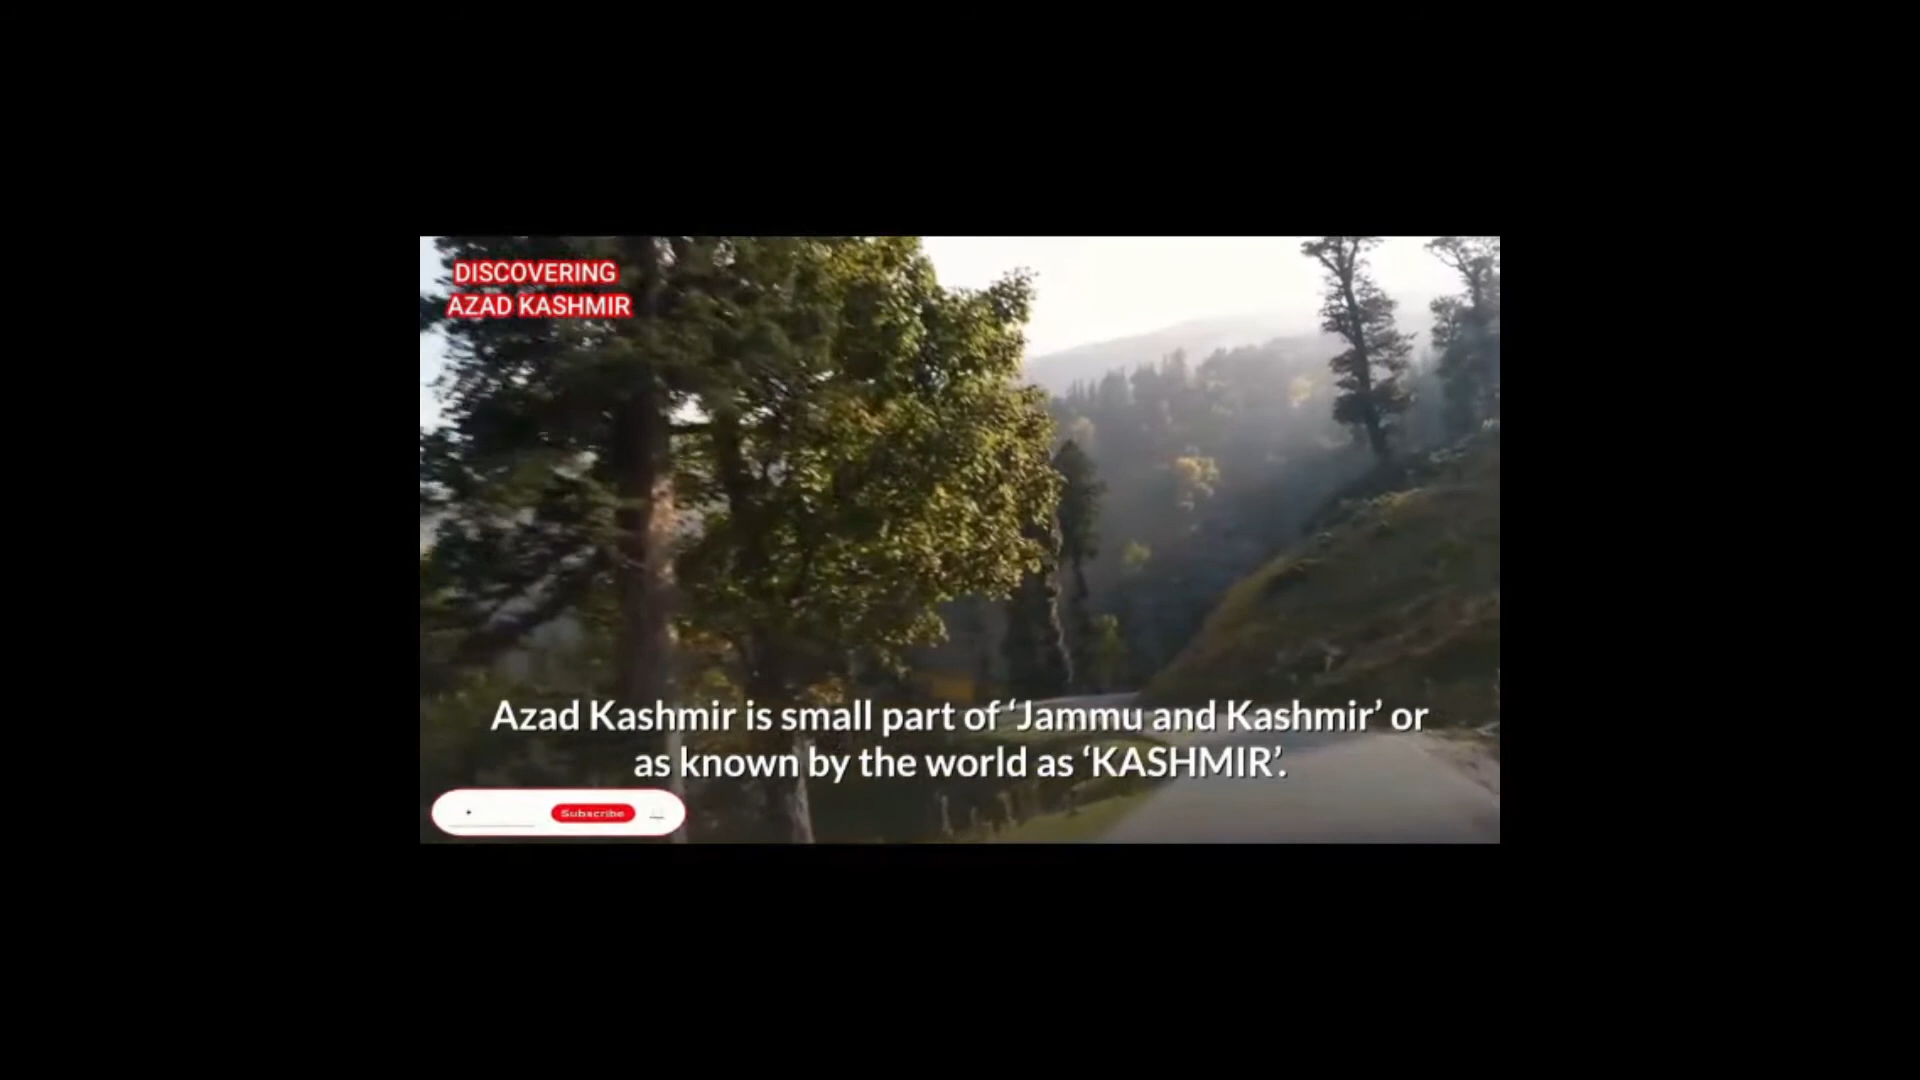 DISCOVERING
AZAD KASHMIR
Azad Kashmir is small part of ‘Jammu and Kashmir’ or
as known by the world as ‘KASHMIR’.
Subscribe